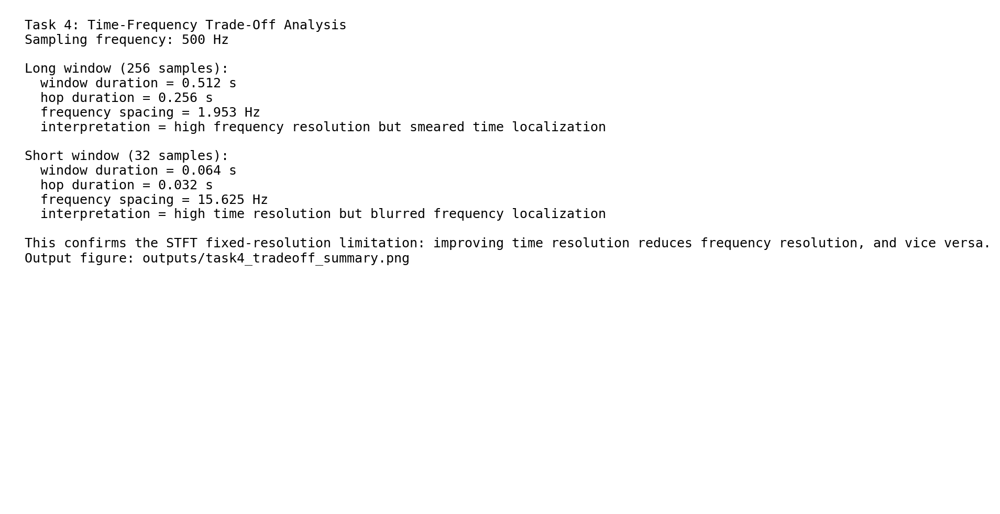 Task 4: Time-Frequency Trade-Off Analysis
Sampling frequency: 500 Hz
Long window (256 samples):
window duration = 0.512 s
hop duration = 0.256 s
frequency spacing = 1.953 Hz
interpretation = high frequency resolution but smeared time localization
Short window (32 samples):
window duration = 0.064 s
hop duration = 0.032 s
frequency spacing = 15.625 Hz
interpretation = high time resolution but blurred frequency localization
This confirms the STFT fixed-resolution limitation: improving time resolution reduces frequency resolution, and vice versa.
Output figure: outputs/task4_tradeoff_summary.png